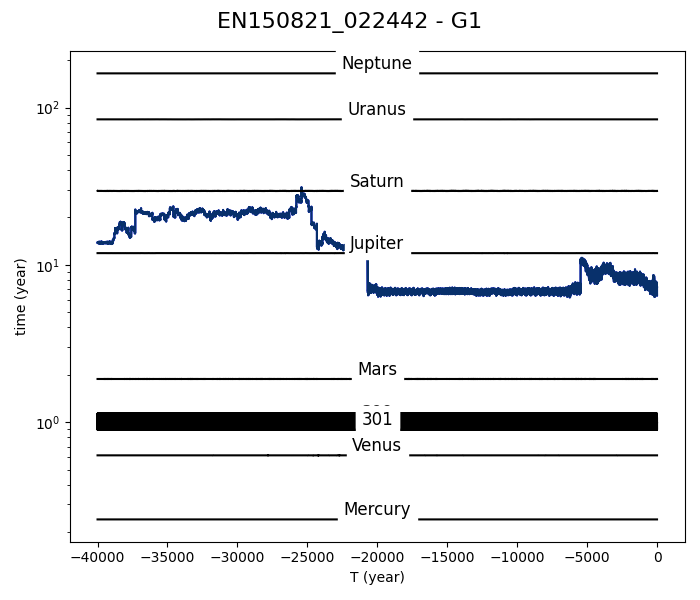 EN150821_022442 - G1
Neptune
10²
Uranus
Saturn
Jupiter
10¹
time (year)
Mars
301
10⁰
Venus
Mercury
−40000 −35000 −30000 −25000 −20000 −15000 −10000 −5000 0
T (year)